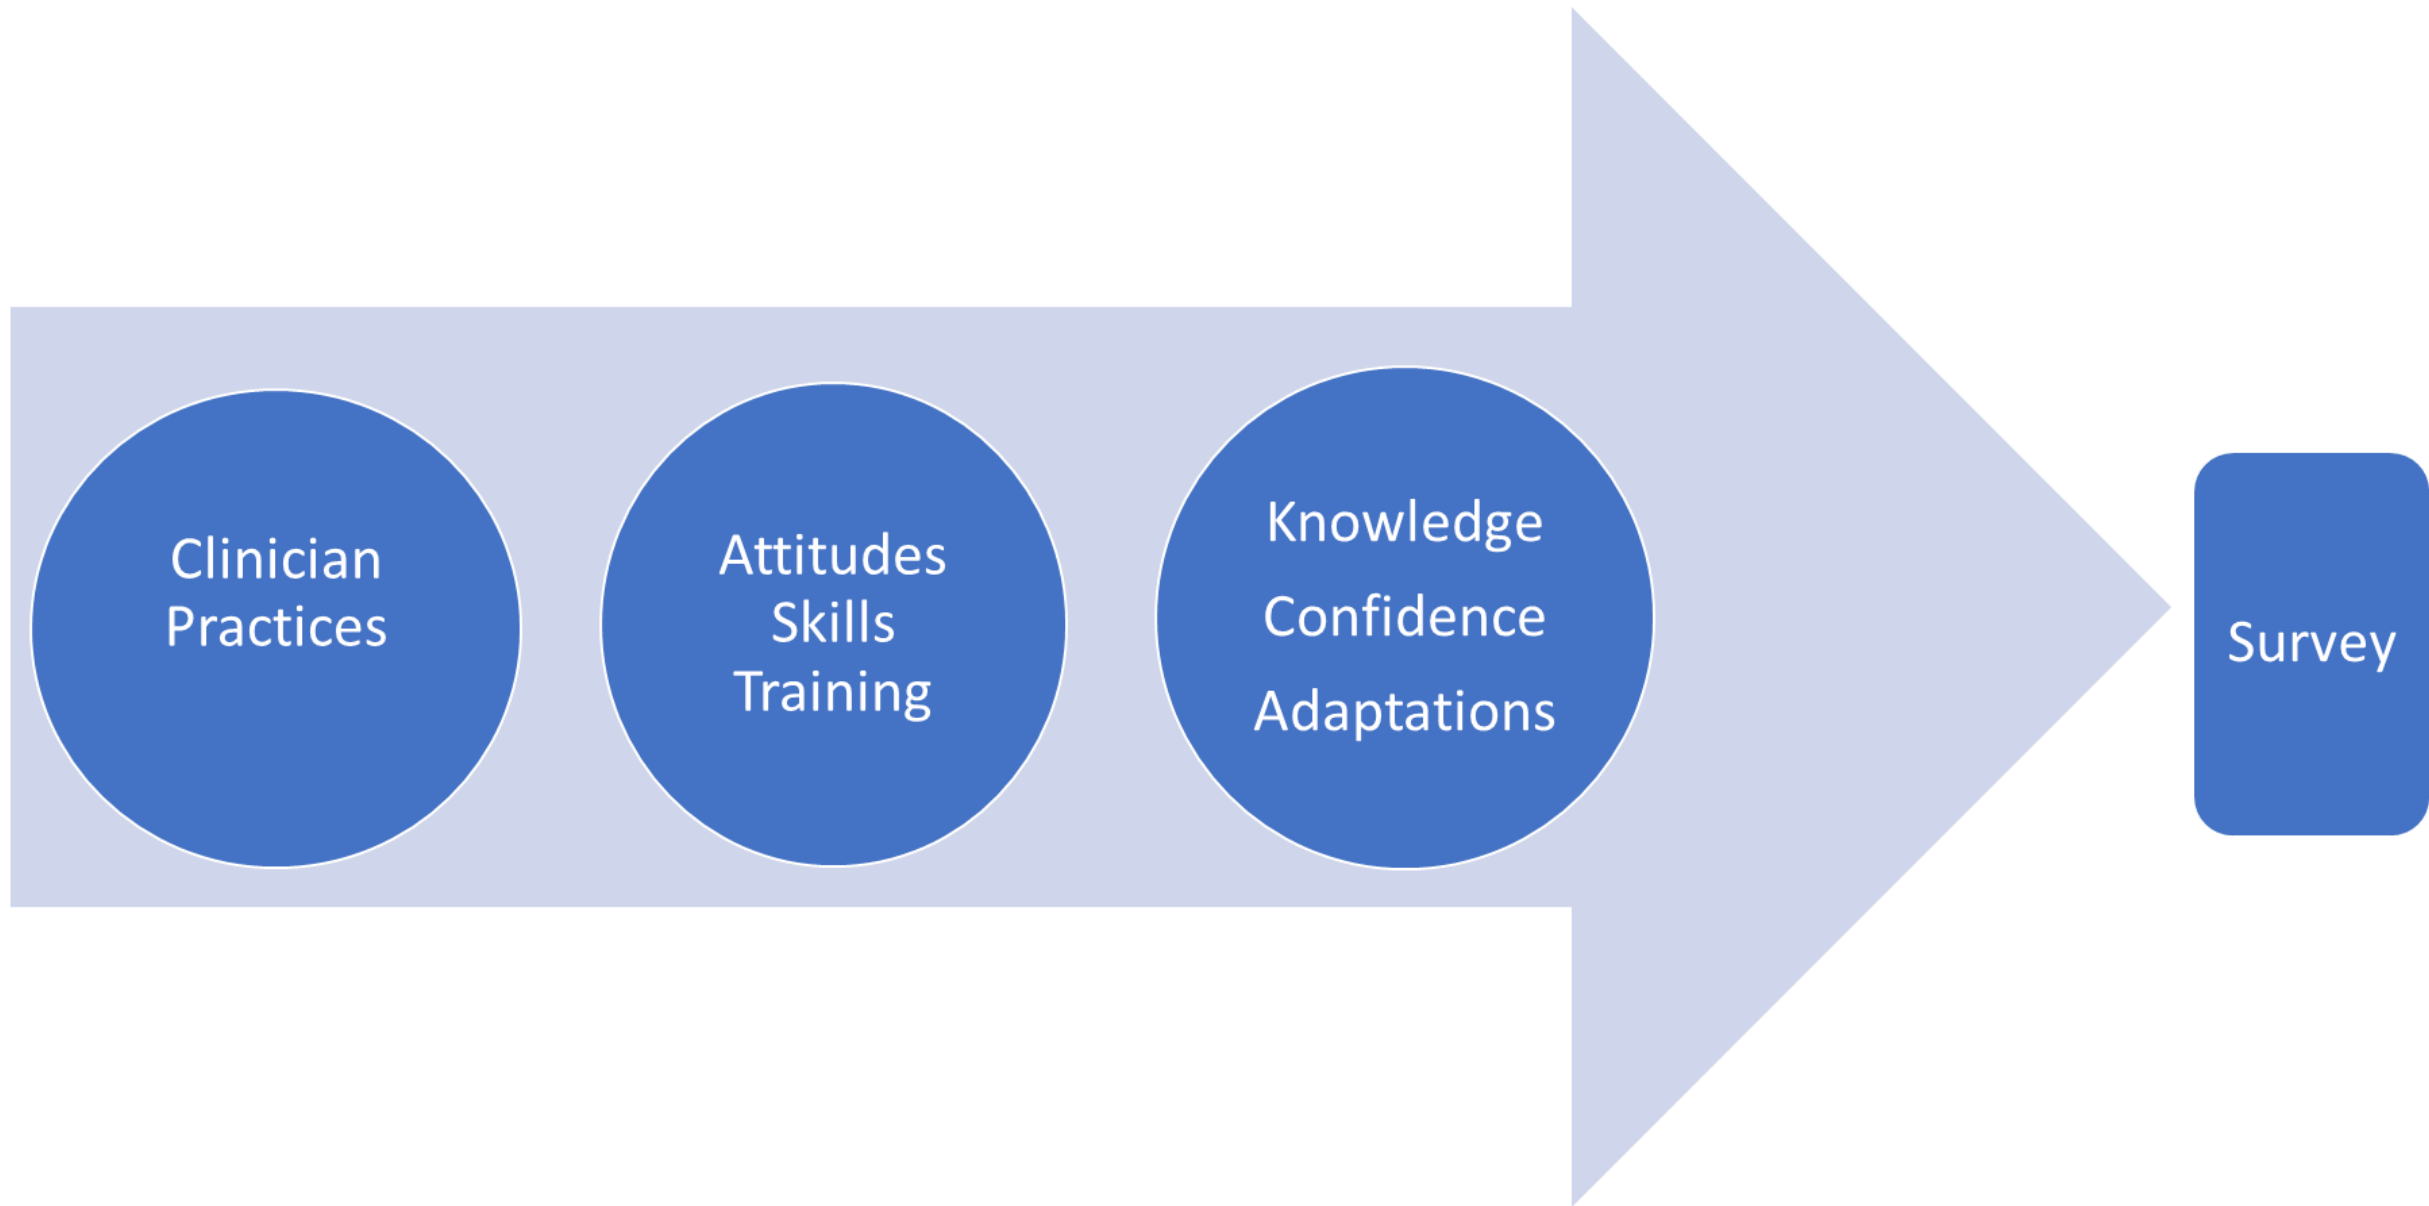 Clinician
Practices
Attitudes
Skills
Training
Knowledge
Confidence
Adaptations
Survey